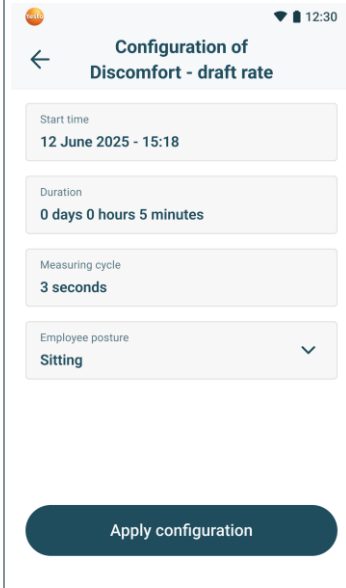 testo
12:30
Configuration of
Discomfort - draft rate
Start time
12 June 2025 - 15:18
Duration
0 days 0 hours 5 minutes
Measuring cycle
3 seconds
Employee posture
Sitting
Apply configuration